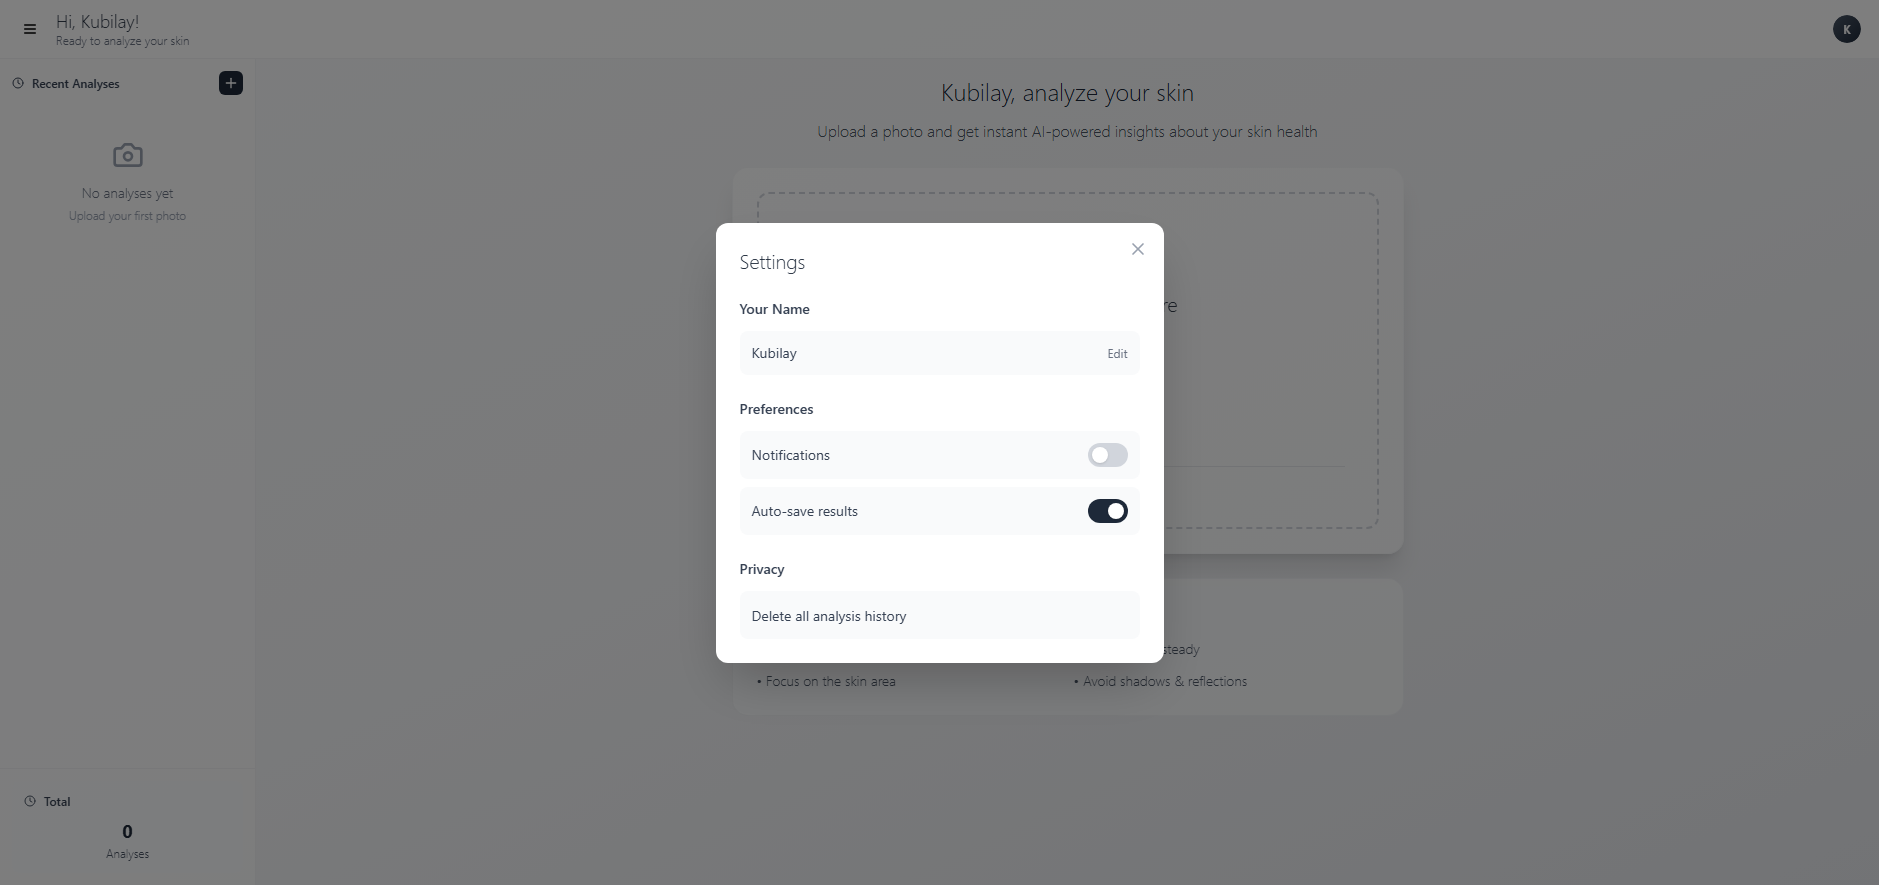 Hi, Kubilay!
Ready to analyze your skin
K
Recent Analyses
No analyses yet
Upload your first photo
Total
0
Analyses
Kubilay, analyze your skin
Upload a photo and get instant AI-powered insights about your skin health
Settings
Your Name
Kubilay Edit
Preferences
Notifications
Auto-save results
Privacy
Delete all analysis history
steady
• Focus on the skin area
• Avoid shadows & reflections